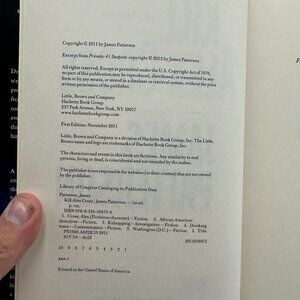 Copyright © 2011 by James Patterson
Excerpt from Private: #1 Suspect copyright © 2012 by James Patterson
All rights reserved. Except as permitted under the U.S. Copyright Act of 1976,
no part of this publication may be reproduced, distributed, or transmitted in any
form or by any means, or stored in a database or retrieval system, without the prior
written permission of the publisher.
Little, Brown and Company
Hachette Book Group
237 Park Avenue, New York, NY 10017
www.hachettebookgroup.com
First Edition: November 2011
Little, Brown and Company is a division of Hachette Book Group, Inc. The Little,
Brown name and logo are trademarks of Hachette Book Group, Inc.
The characters and events in this book are fictitious. Any similarity to real
persons, living or dead, is coincidental and not intended by the author.
The publisher is not responsible for websites (or their content) that are not owned
by the publisher.
Library of Congress Cataloging-in-Publication Data
Patterson, James
Kill Alex Cross / James Patterson. — 1st ed.
p. cm.
ISBN 978-0-316-19873-8
1. Cross, Alex (Fictitious character)—Fiction. 2. African American
detectives—Fiction. 3. Kidnapping—Investigation—Fiction. 4. Drinking
water—Contamination—Fiction. 5. Washington (D.C.)—Fiction. I. Title.
PS3566.A822K53 2011
813'.54—dc22
10 9 8 7 6 5 4 3 2 1
RRD-C
Printed in the United States of America